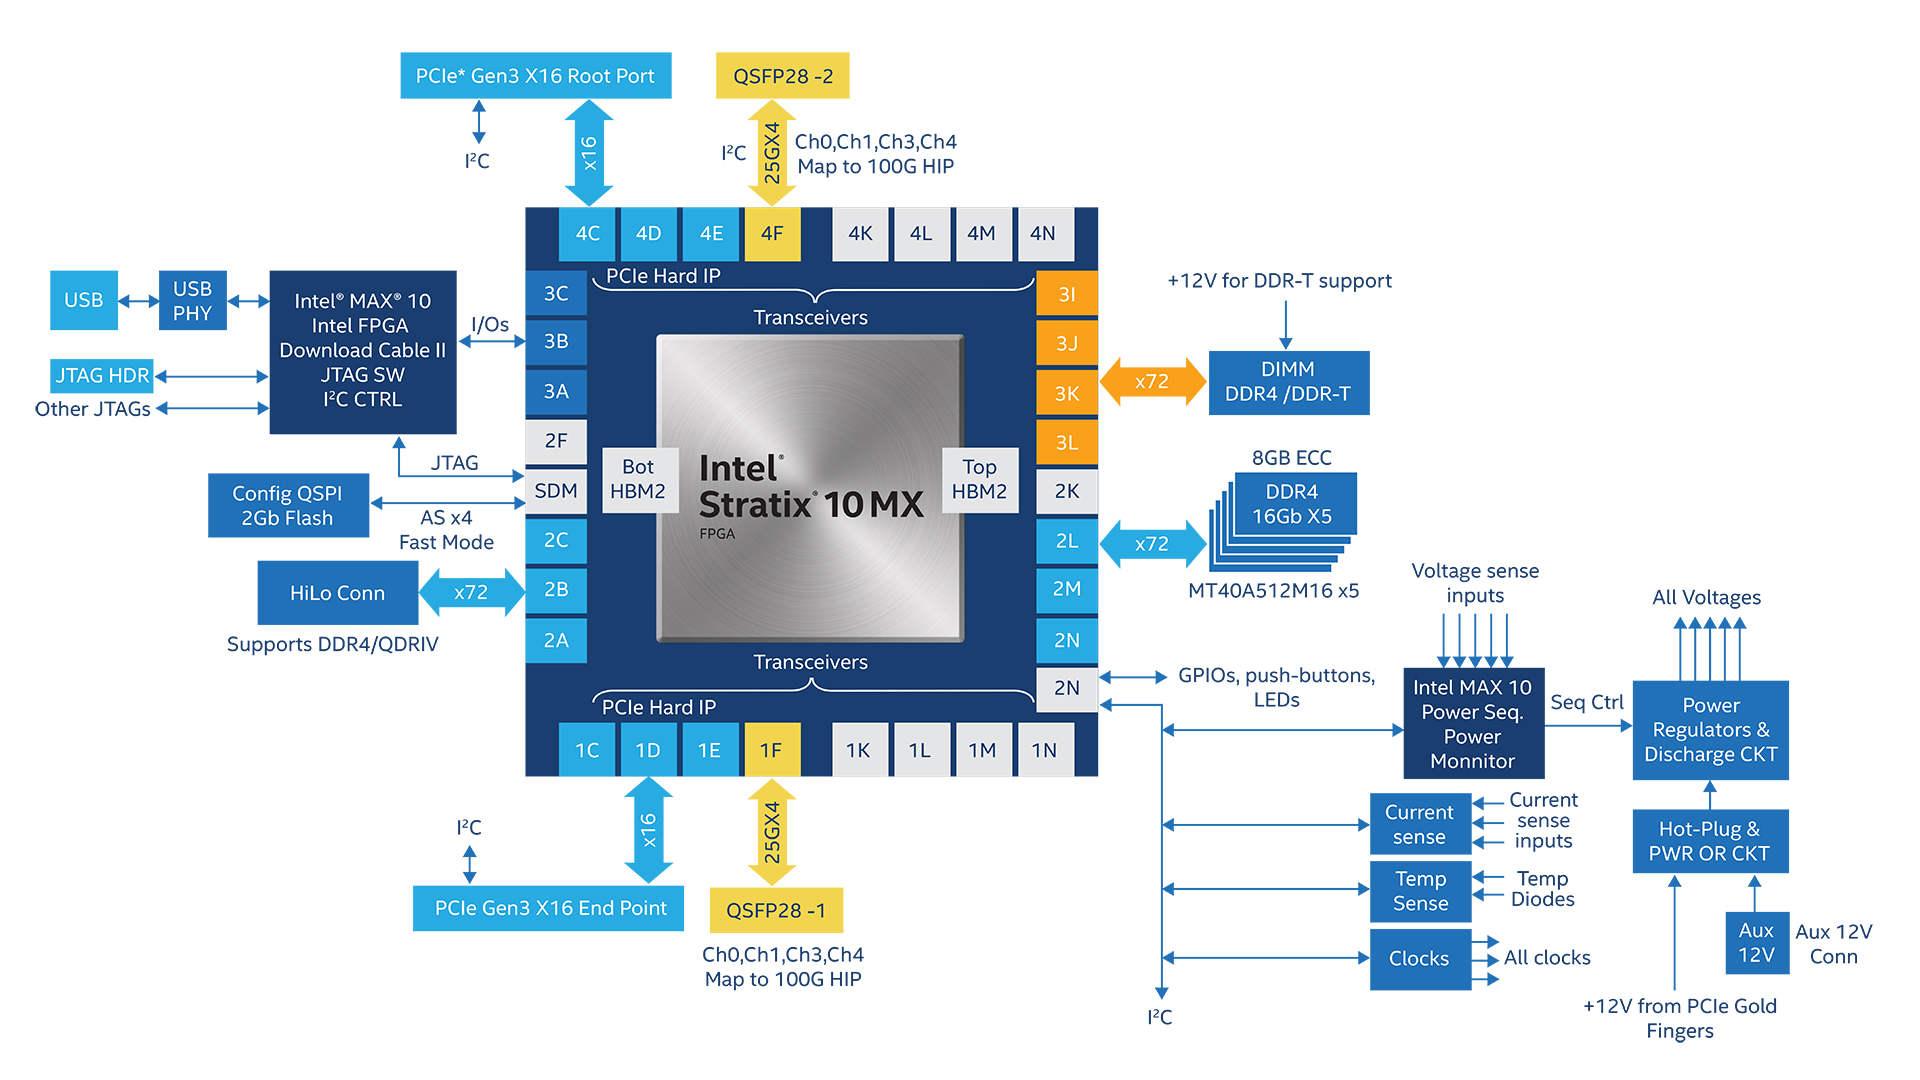 PCIe* Gen3 X16 Root Port
QSFP28 -2
I²C
x16
I²C
25GX4
Ch0,Ch1,Ch3,Ch4
Map to 100G HIP
4C
4D
4E
4F
4K
4L
4M
4N
PCIe Hard IP
Transceivers
USB
USB
PHY
Intel® MAX® 10
Intel FPGA
Download Cable II
JTAG SW
I²C CTRL
I/Os
JTAG HDR
Other JTAGs
JTAG
Config QSPI
2Gb Flash
AS x4
Fast Mode
HiLo Conn
x72
Supports DDR4/QDRIV
3C
3B
3A
2F
SDM
2C
2B
2A
Bot
HBM2
Intel®
Stratix® 10 MX
FPGA
Top
HBM2
3I
3J
3K
3L
2K
2L
2M
2N
2N
+12V for DDR-T support
x72
DIMM
DDR4 /DDR-T
8GB ECC
DDR4
16Gb X5
x72
MT40A512M16 x5
GPIOs, push-buttons,
LEDs
Transceivers
PCIe Hard IP
1C
1D
1E
1F
1K
1L
1M
1N
I²C
x16
25GX4
PCIe Gen3 X16 End Point
QSFP28 -1
Ch0,Ch1,Ch3,Ch4
Map to 100G HIP
Voltage sense
inputs
All Voltages
Intel MAX 10
Power Seq.
Power
Monnitor
Seq Ctrl
Power
Regulators &
Discharge CKT
Current
sense
Current
sense
inputs
Hot-Plug &
PWR OR CKT
Temp
Sense
Temp
Diodes
Clocks
All clocks
Aux
12V
Aux 12V
Conn
+12V from PCIe Gold
Fingers
I²C